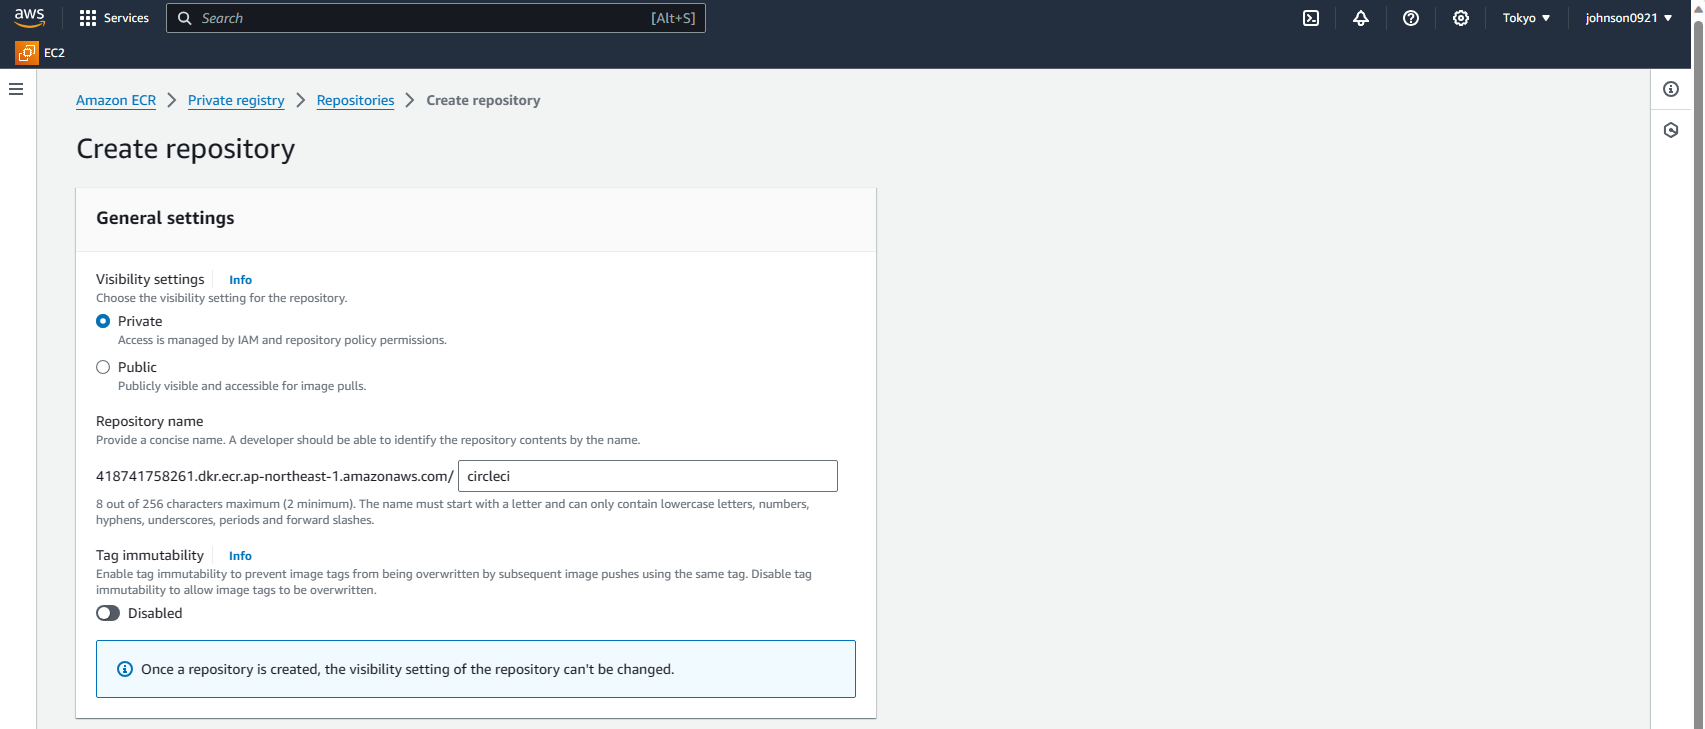 aws
Services
Search
[Alt+S]
Tokyo
johnson0921
EC2
Amazon ECR
Private registry
Repositories
Create repository
Create repository
General settings
Visibility settings
Info
Choose the visibility setting for the repository.
Private
Access is managed by IAM and repository policy permissions.
Public
Publicly visible and accessible for image pulls.
Repository name
Provide a concise name. A developer should be able to identify the repository contents by the name.
418741758261.dkr.ecr.ap-northeast-1.amazonaws.com/
circleci
8 out of 256 characters maximum (2 minimum). The name must start with a letter and can only contain lowercase letters, numbers,
hyphens, underscores, periods and forward slashes.
Tag immutability
Info
Enable tag immutability to prevent image tags from being overwritten by subsequent image pushes using the same tag. Disable tag
immutability to allow image tags to be overwritten.
Disabled
Once a repository is created, the visibility setting of the repository can't be changed.